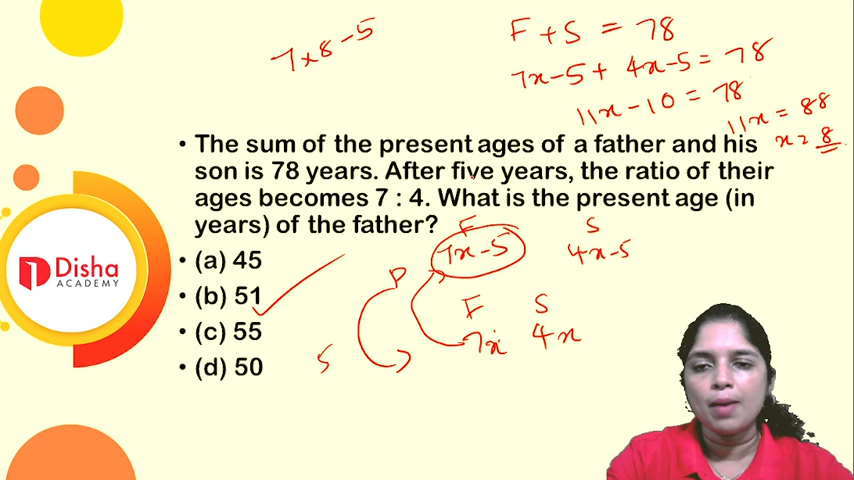 7x8-5
F+S = 78
7x-5+ 4x-5 = 78
11x-10 = 78
11x = 88
x = 8
• The sum of the present ages of a father and his
son is 78 years. After five years, the ratio of their
ages becomes 7 : 4. What is the present age (in
years) of the father?
F S
7x-5 4x-5
• (a) 45
• (b) 51
• (c) 55
• (d) 50
P
F S
7x 4x
5
Disha
ACADEMY